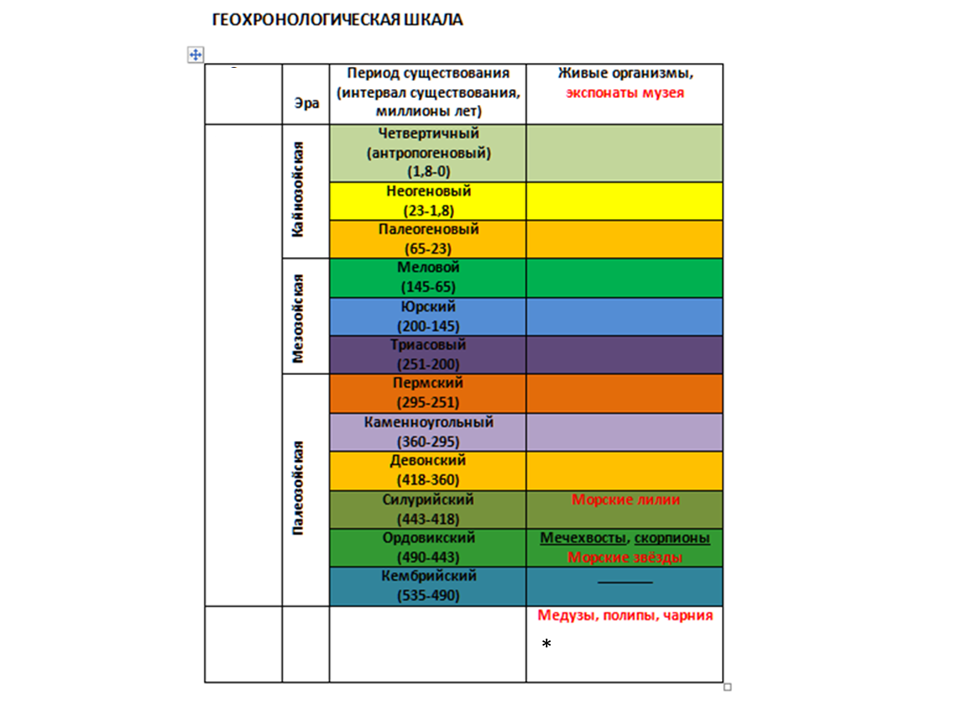 ГЕОХРОНОЛОГИЧЕСКАЯ ШКАЛА
Эра
Период существования
(интервал существования,
миллионы лет)
Живые организмы,
экспонаты музея
Кайнозойская
Четвертичный
(антропогеновый)
(1,8-0)
Неогеновый
(23-1,8)
Палеогеновый
(65-23)
Мезозойская
Меловой
(145-65)
Юрский
(200-145)
Триасовый
(251-200)
Палеозойская
Пермский
(295-251)
Каменноугольный
(360-295)
Девонский
(418-360)
Силурийский
(443-418)
Морские лилии
Ордовикский
(490-443)
Мечехвосты, скорпионы
Морские звёзды
Кембрийский
(535-490)
Медузы, полипы, чарния
*